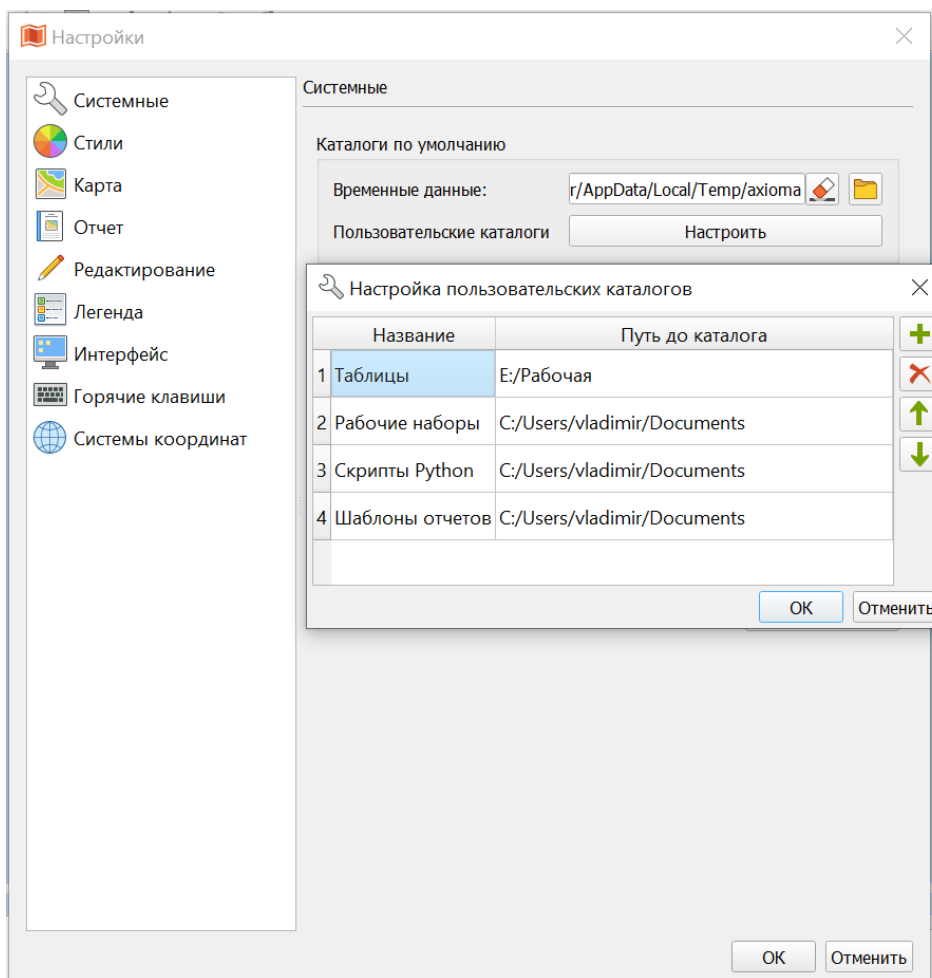 Настройки
Системные
Стили
Карта
Отчет
Редактирование
Легенда
Интерфейс
Горячие клавиши
Системы координат
Системные
Каталоги по умолчанию
Временные данные: r/AppData/Local/Temp/axioma
Пользовательские каталоги Настроить
Настройка пользовательских каталогов
Название Путь до каталога
1 Таблицы E:/Рабочая
2 Рабочие наборы C:/Users/vladimir/Documents
3 Скрипты Python C:/Users/vladimir/Documents
4 Шаблоны отчетов C:/Users/vladimir/Documents
ОК Отменить
ОК Отменить